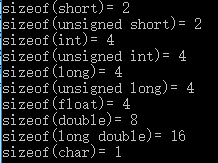 sizeof(short)= 2
sizeof(unsigned short)= 2
sizeof(int)= 4
sizeof(unsigned int)= 4
sizeof(long)= 4
sizeof(unsigned long)= 4
sizeof(float)= 4
sizeof(double)= 8
sizeof(long double)= 16
sizeof(char)= 1